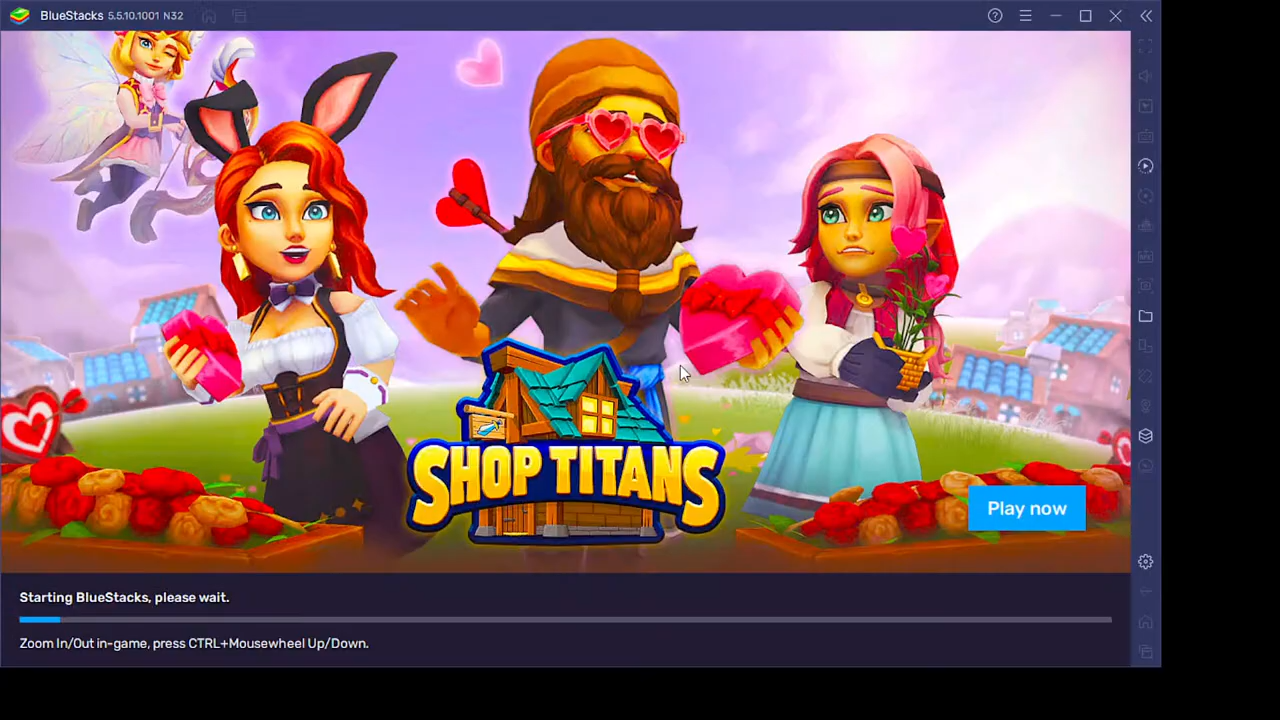 BlueStacks 5.5.10.1001 N32
SHOP TITANS
Play now
Starting BlueStacks, please wait.
Zoom In/Out in-game, press CTRL+Mousewheel Up/Down.